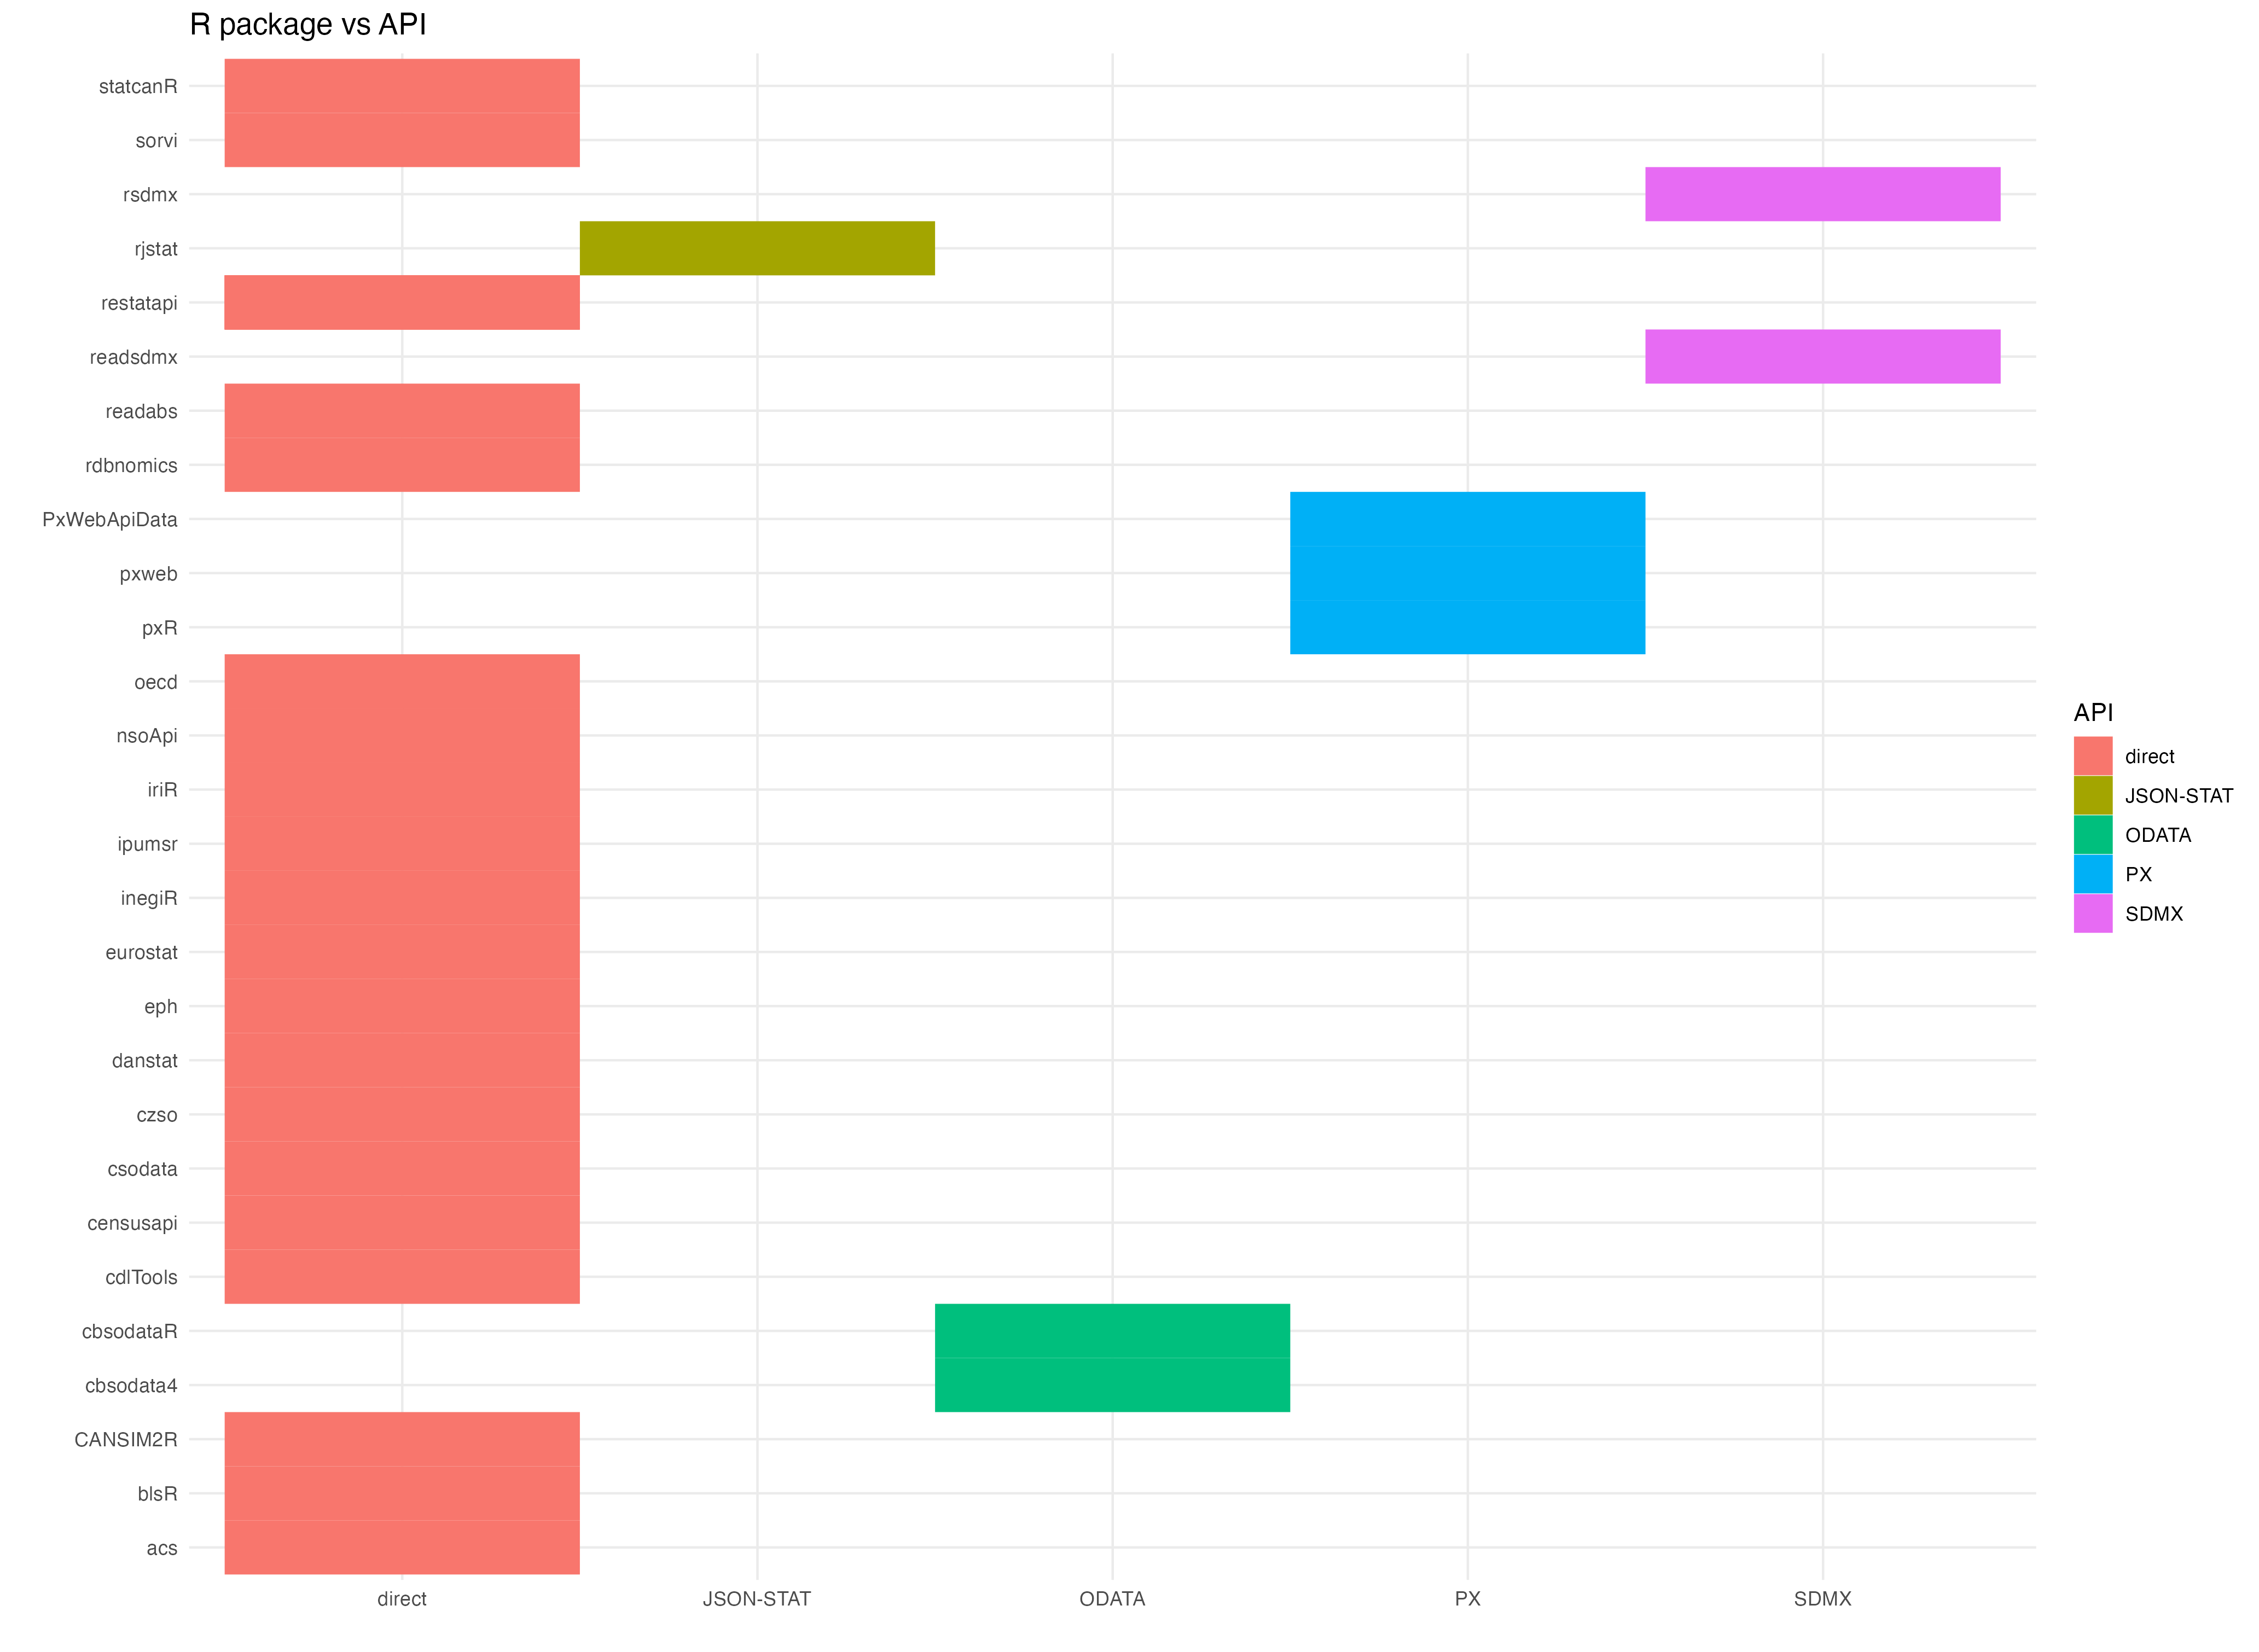 R package vs API
statcanR
sorvi
rsdmx
rjstat
restatapi
readsdmx
readabs
rdbnomics
PxWebApiData
pxweb
pxR
oecd
nsoApi
iriR
ipumsr
inegiR
eurostat
eph
danstat
czso
csodata
censusapi
cdlTools
cbsodataR
cbsodata4
CANSIM2R
blsR
acs
direct JSON-STAT ODATA PX SDMX
API
direct
JSON-STAT
ODATA
PX
SDMX